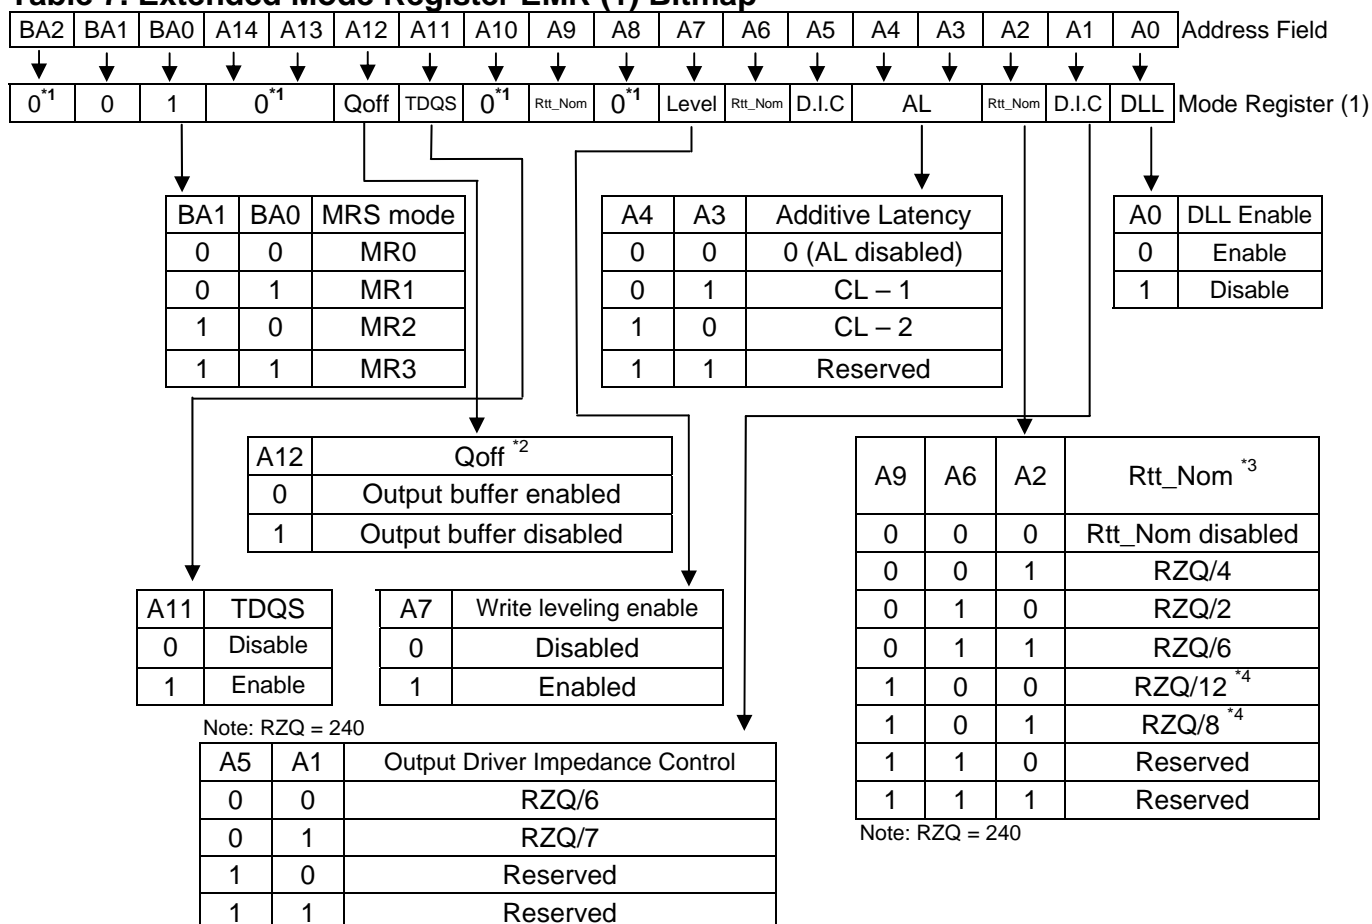 Table 7. Extended Mode Register EMR (1) Bitmap
BA2 BA1 BA0 A14 A13 A12 A11 A10 A9 A8 A7 A6 A5 A4 A3 A2 A1 A0 Address Field
0*1 0 1 0*1 Qoff TDQS 0*1 Rtt_Nom 0*1 Level Rtt_Nom D.I.C AL Rtt_Nom D.I.C DLL Mode Register (1)
BA1 BA0 MRS mode
0 0 MR0
0 1 MR1
1 0 MR2
1 1 MR3
A4 A3 Additive Latency
0 0 0 (AL disabled)
0 1 CL – 1
1 0 CL – 2
1 1 Reserved
A0 DLL Enable
0 Enable
1 Disable
A12 Qoff *2
0 Output buffer enabled
1 Output buffer disabled
A9 A6 A2 Rtt_Nom *3
0 0 0 Rtt_Nom disabled
0 0 1 RZQ/4
0 1 0 RZQ/2
0 1 1 RZQ/6
1 0 0 RZQ/12 *4
1 0 1 RZQ/8 *4
1 1 0 Reserved
1 1 1 Reserved
Note: RZQ = 240
A11 TDQS
0 Disable
1 Enable
A7 Write leveling enable
0 Disabled
1 Enabled
Note: RZQ = 240
A5 A1 Output Driver Impedance Control
0 0 RZQ/6
0 1 RZQ/7
1 0 Reserved
1 1 Reserved